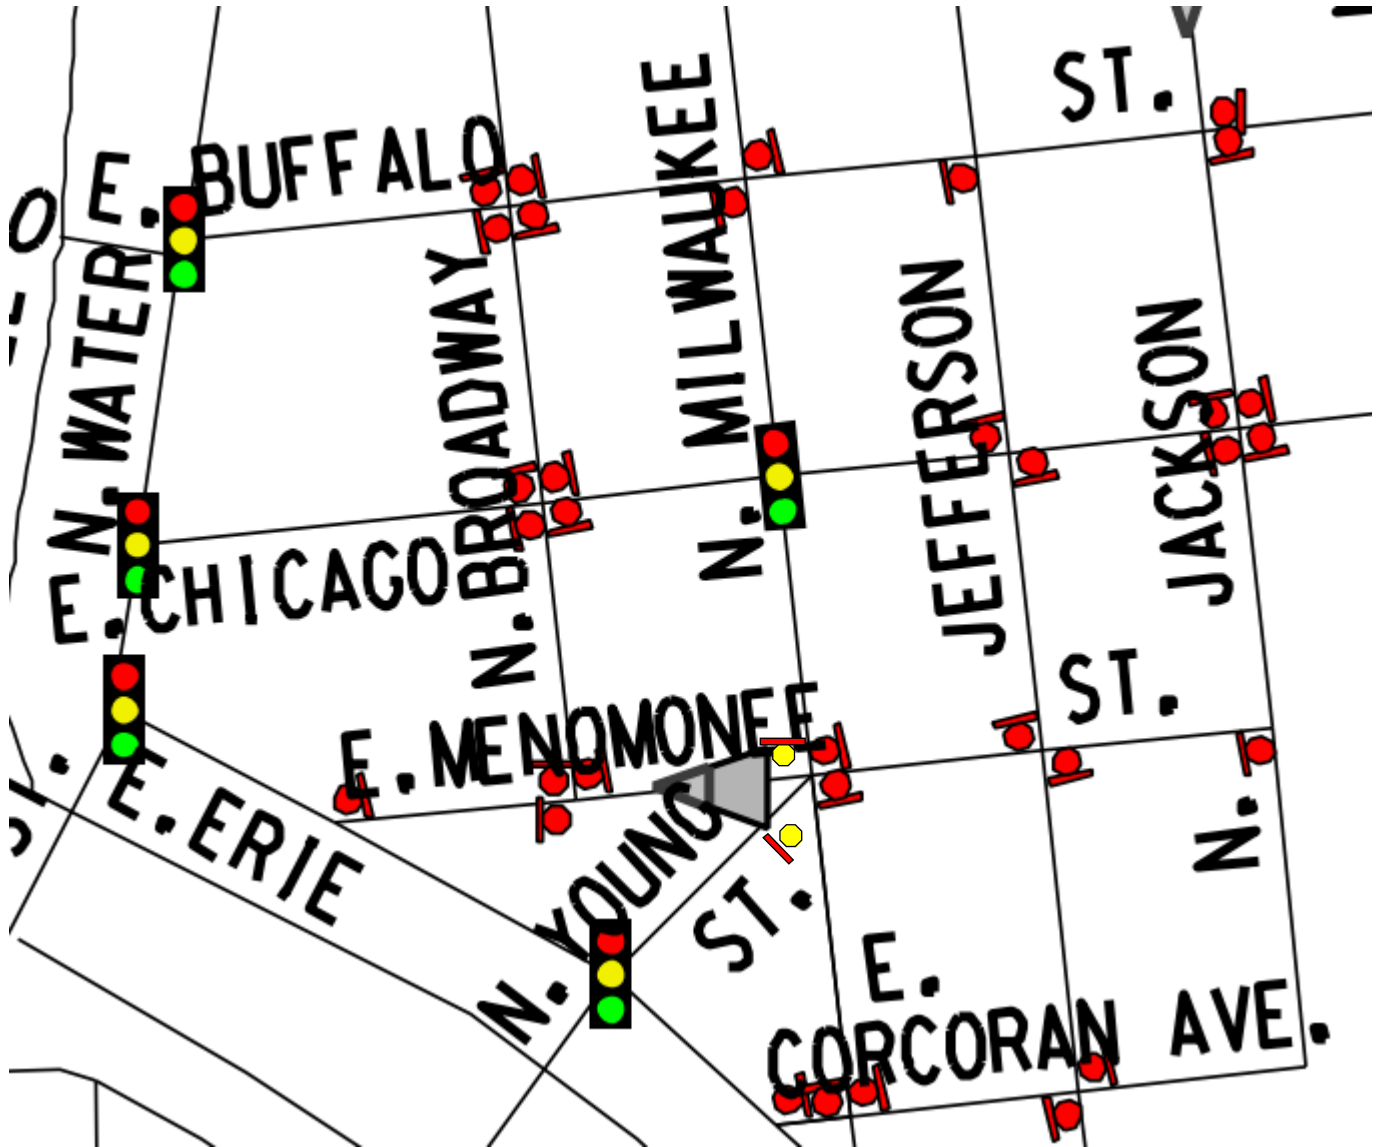 ST.
E. BUFFALO
O
N. WATER
N. BROADWAY
N. MILWAUKEE
JEFFERSON
N. JACKSON
E. CHICAGO
ST.
E. MENOMONEE
E. ERIE
N. YOUNG
ST.
E.
CORCORAN AVE.